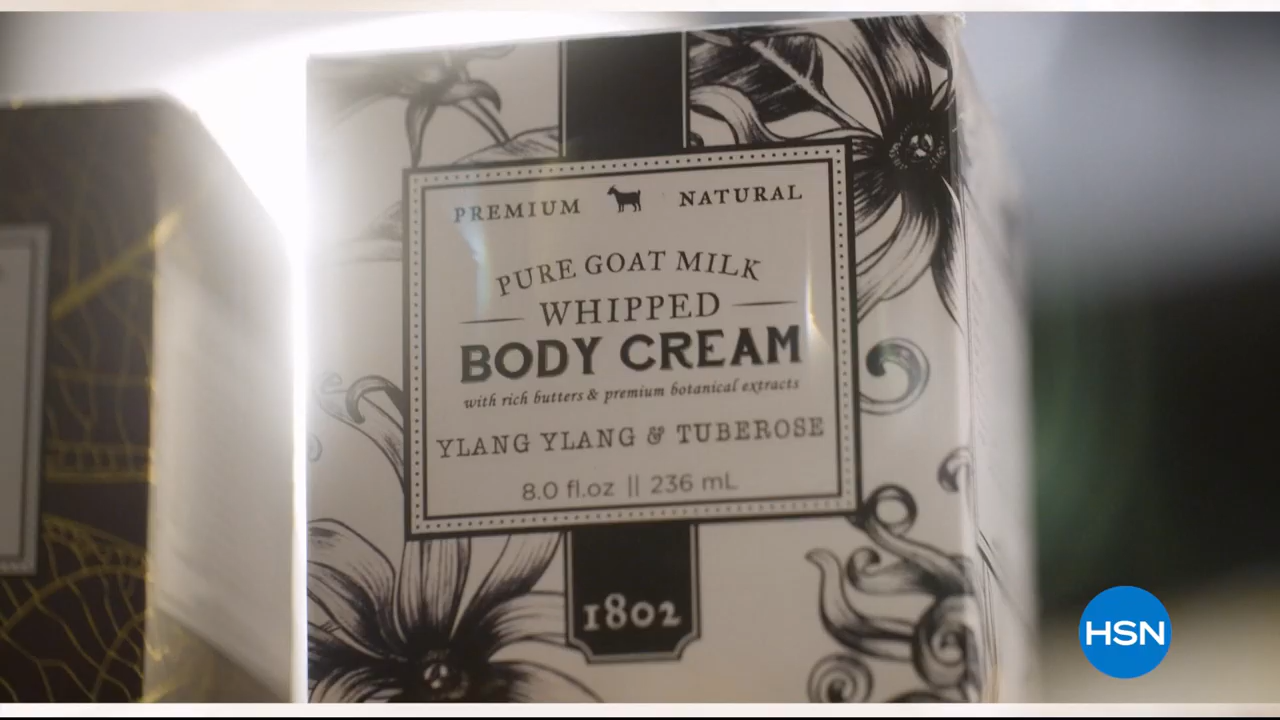 PREMIUM NATURAL
PURE GOAT MILK
WHIPPED
BODY CREAM
with rich butters & premium botanical extracts
YLANG YLANG & TUBEROSE
8.0 fl.oz || 236 mL
1802
HSN